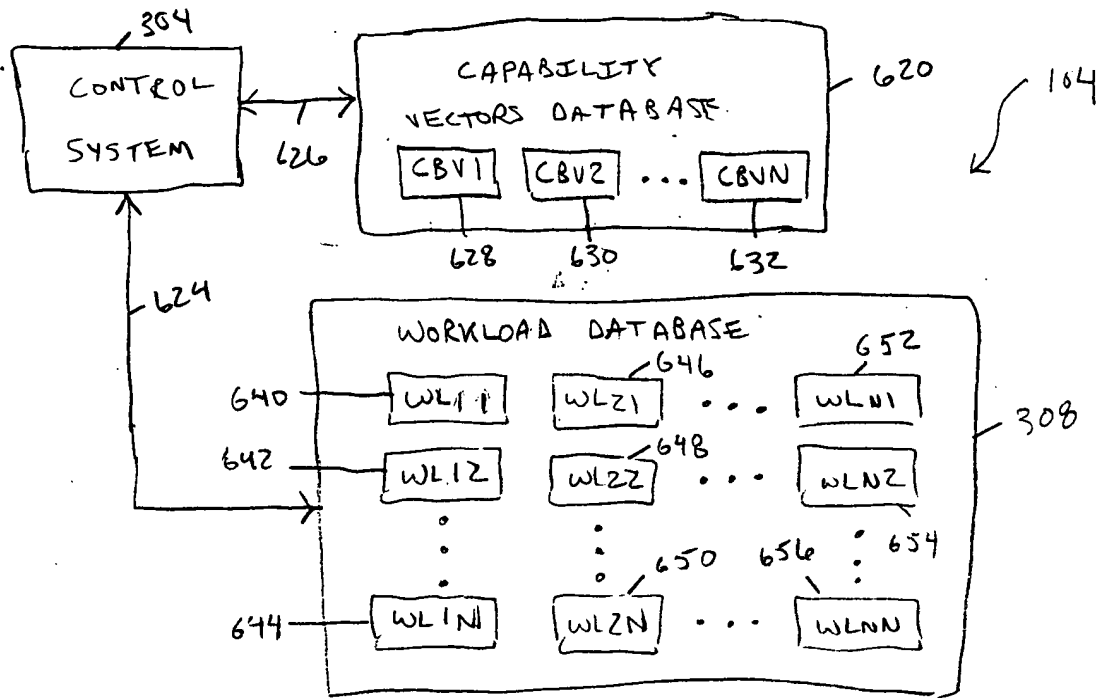 304
CONTROL
SYSTEM
626
CAPABILITY
VECTORS DATABASE
620
104
CBV1 CBV2 ... CBVN
628 630 632
624
WORKLOAD DATABASE
308
640 WL11 WL21 646 ... WLN1 652
642 WL12 WL22 648 ... WLN2 654
644 WL1N WL2N 650 ... WLNN 656